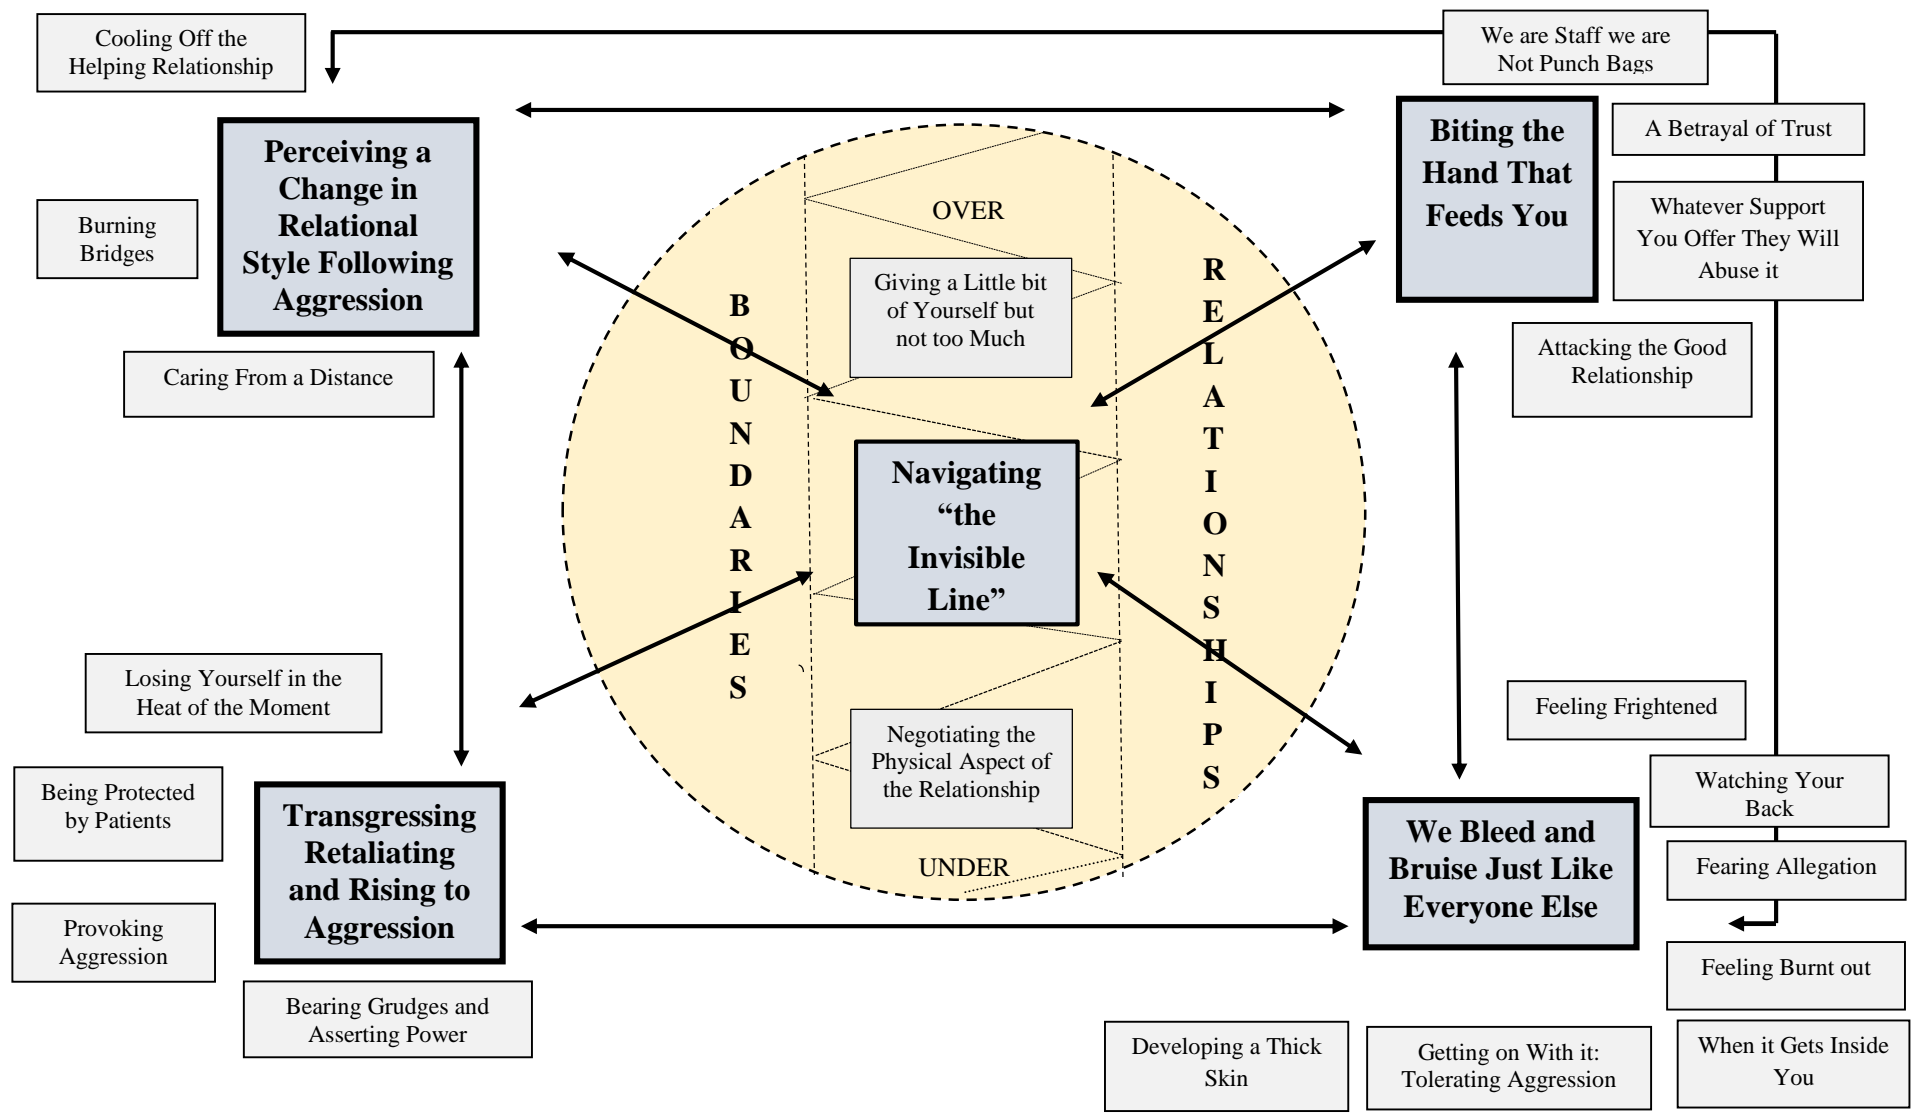 Cooling Off the
Helping Relationship
We are Staff we are
Not Punch Bags
Perceiving a
Change in
Relational
Style Following
Aggression
Biting the
Hand That
Feeds You
A Betrayal of Trust
Whatever Support
You Offer They Will
Abuse it
Burning
Bridges
Caring From a Distance
Attacking the Good
Relationship
OVER
Giving a Little bit
of Yourself but
not too Much
BOUNDARIES
RELATIONSHIPS
Navigating
“the
Invisible
Line”
Negotiating the
Physical Aspect of
the Relationship
UNDER
Losing Yourself in the
Heat of the Moment
Being Protected
by Patients
Transgressing
Retaliating
and Rising to
Aggression
Provoking
Aggression
Bearing Grudges and
Asserting Power
Feeling Frightened
Watching Your
Back
We Bleed and
Bruise Just Like
Everyone Else
Fearing Allegation
Feeling Burnt out
Developing a Thick
Skin
Getting on With it:
Tolerating Aggression
When it Gets Inside
You